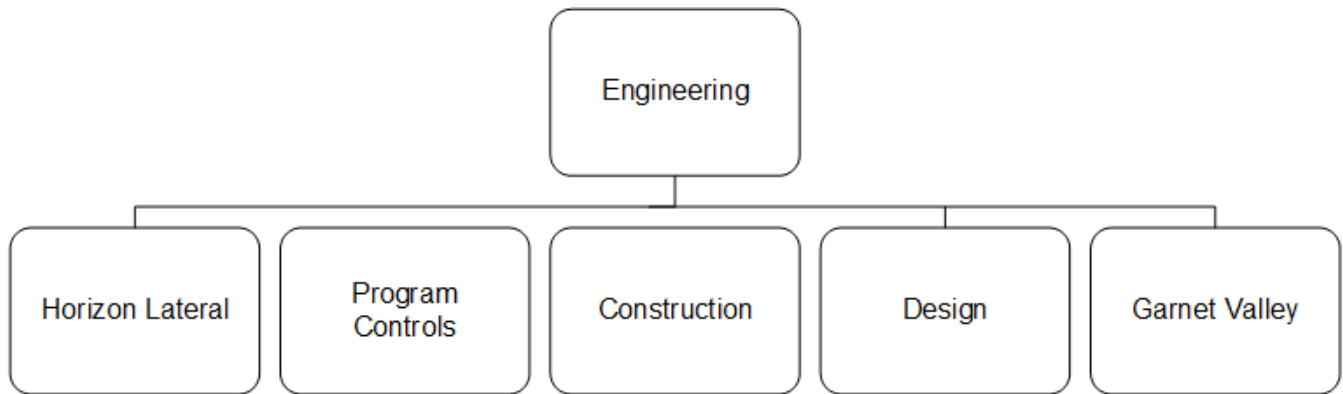 Engineering
Horizon Lateral
Program
Controls
Construction
Design
Garnet Valley